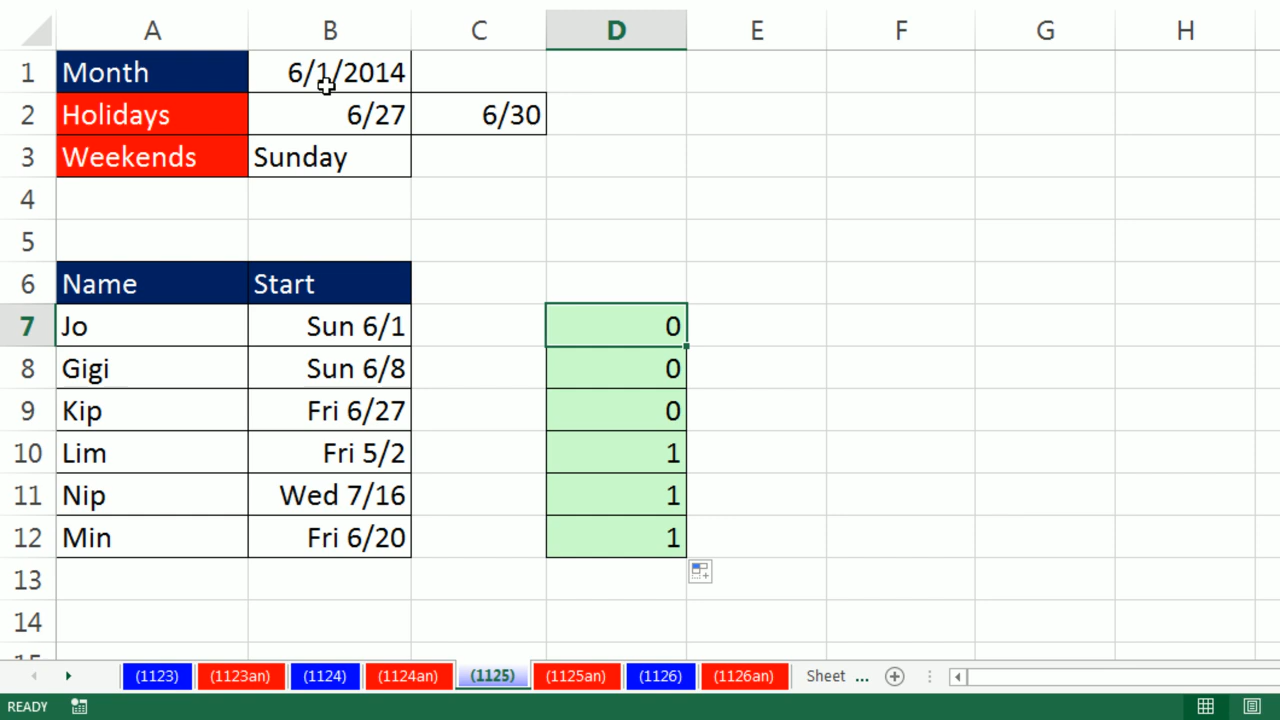 A B C D E F G H
1 Month 6/1/2014
2 Holidays 6/27 6/30
3 Weekends Sunday
4
5
6 Name Start
7 Jo Sun 6/1 0
8 Gigi Sun 6/8 0
9 Kip Fri 6/27 0
10 Lim Fri 5/2 1
11 Nip Wed 7/16 1
12 Min Fri 6/20 1
13
14
(1123) (1123an) (1124) (1124an) (1125) (1125an) (1126) (1126an) Sheet ...
READY